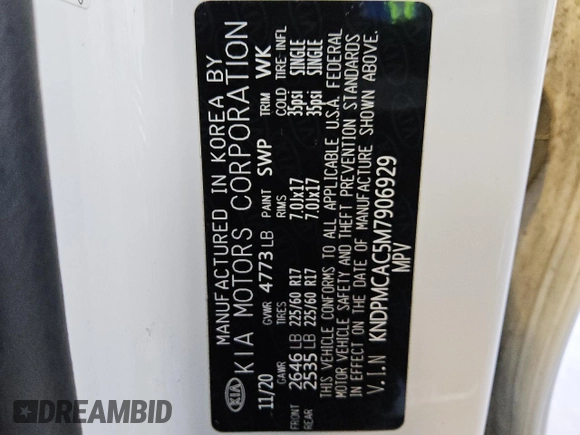 MANUFACTURED IN KOREA BY
KIA KIA MOTORS CORPORATION
11/20 GVWR 4773 LB PAINT SWP TRIM WK
GAWR TIRES RIMS COLD TIRE-INFL
FRONT 2646 LB 225/60 R17 7.0Jx17 35psi SINGLE
REAR 2535 LB 225/60 R17 7.0Jx17 35psi SINGLE
THIS VEHICLE CONFORMS TO ALL APPLICABLE U.S.A. FEDERAL
MOTOR VEHICLE SAFETY AND THEFT PREVENTION STANDARDS
IN EFFECT ON THE DATE OF MANUFACTURE SHOWN ABOVE.
V.I.N KNDPMCAC5M7906929
MPV
DREAMBID